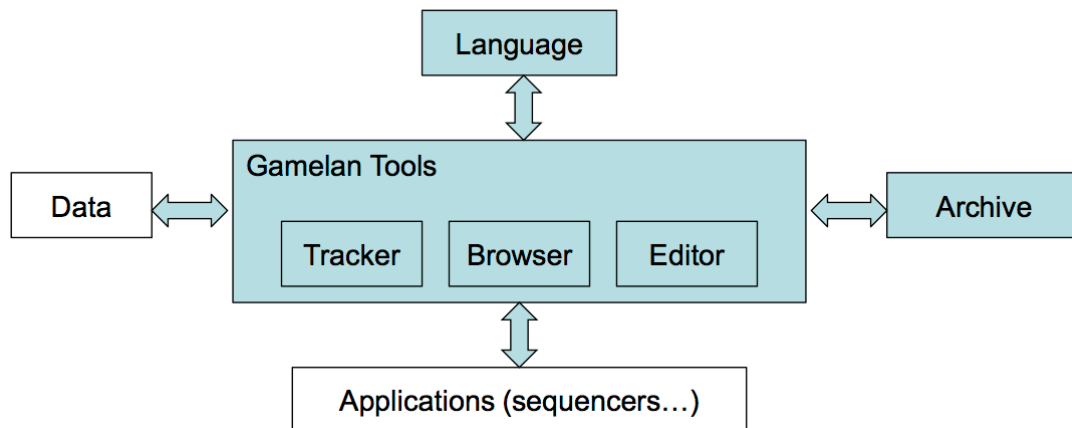 Language
Gamelan Tools
Data
Tracker
Browser
Editor
Archive
Applications (sequencers…)